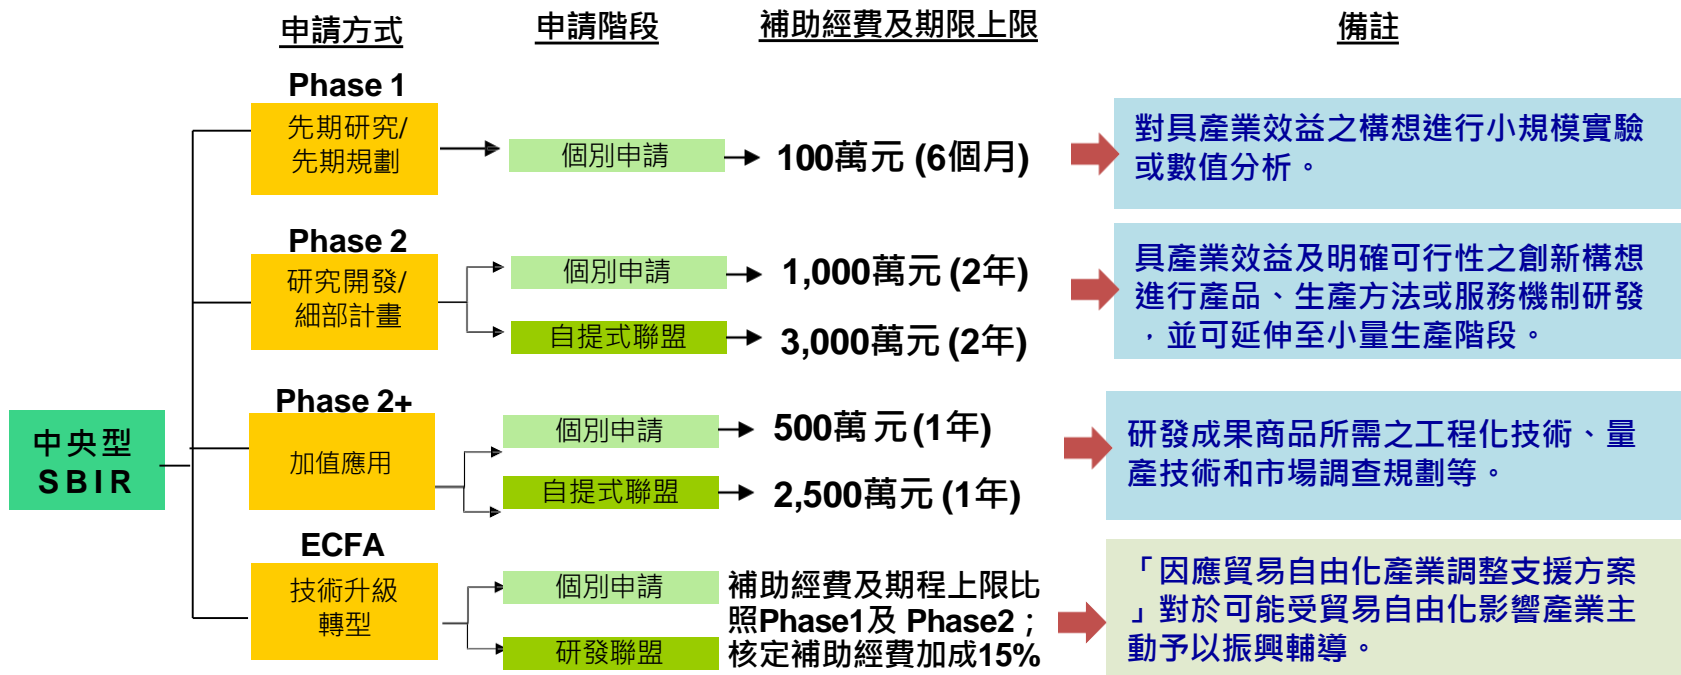 申請方式
申請階段
補助經費及期限上限
備註
Phase 1
先期研究/
先期規劃
個別申請
100萬元 (6個月)
對具產業效益之構想進行小規模實驗
或數值分析。
Phase 2
研究開發/
細部計畫
個別申請
1,000萬元 (2年)
自提式聯盟
3,000萬元 (2年)
具產業效益及明確可行性之創新構想
進行產品、生產方法或服務機制研發
，並可延伸至小量生產階段。
中央型
SBIR
Phase 2+
加值應用
個別申請
500萬元 (1年)
自提式聯盟
2,500萬元 (1年)
研發成果商品所需之工程化技術、量
產技術和市場調查規劃等。
ECFA
技術升級
轉型
個別申請
研發聯盟
補助經費及期程上限比
照Phase1及 Phase2；
核定補助經費加成15%
「因應貿易自由化產業調整支援方案
」對於可能受貿易自由化影響產業主
動予以振興輔導。